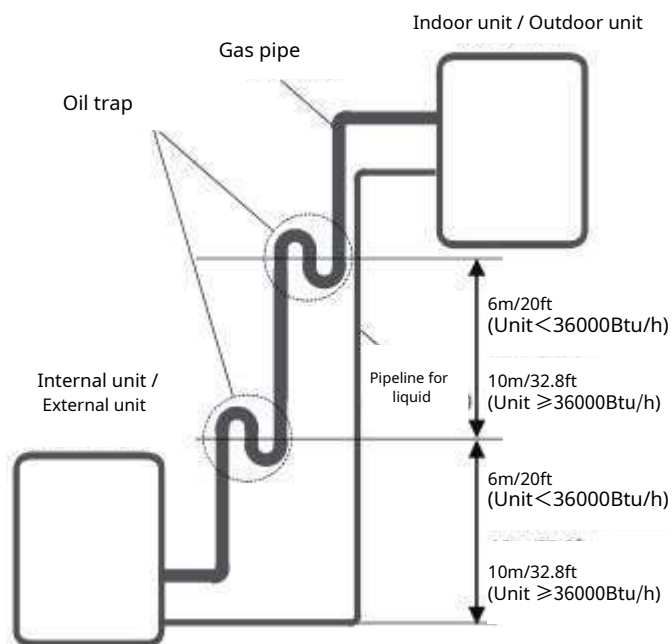 Indoor unit / Outdoor unit
Gas pipe
Oil trap
6m/20ft
(Unit＜36000Btu/h)
Internal unit /
External unit
Pipeline for
liquid
10m/32.8ft
(Unit ≥36000Btu/h)
6m/20ft
(Unit＜36000Btu/h)
10m/32.8ft
(Unit ≥36000Btu/h)